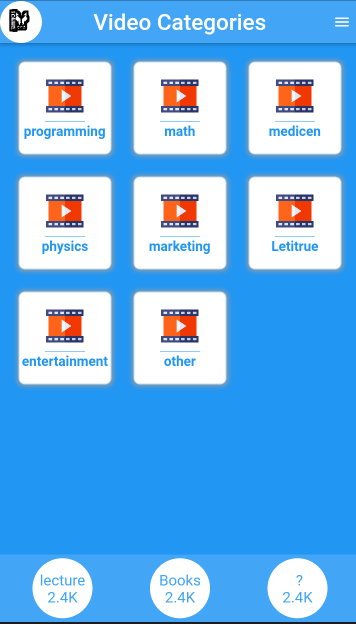 Video Categories
programming
math
medicen
physics
marketing
Letitrue
entertainment
other
lecture
2.4K
Books
2.4K
?
2.4K